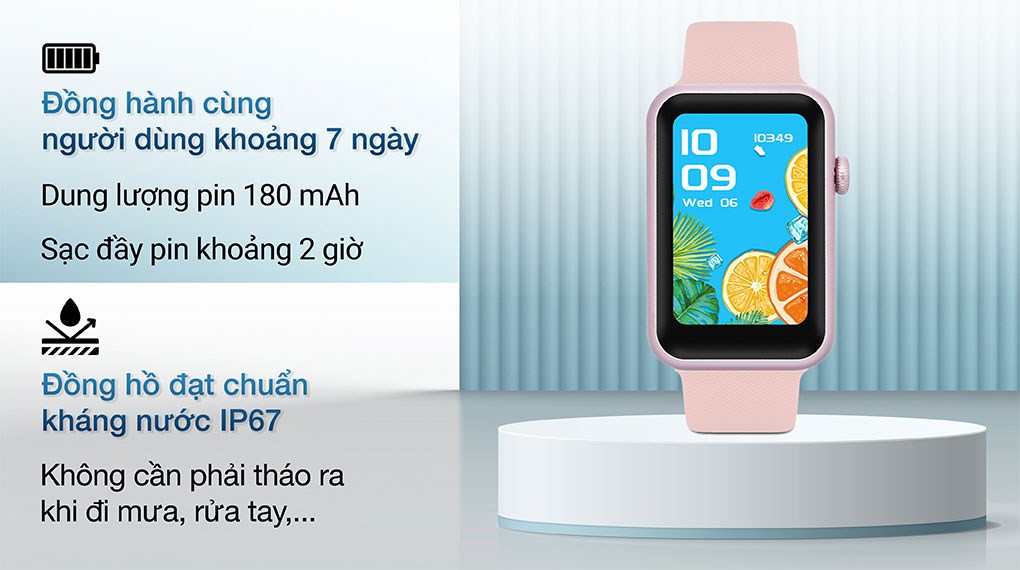 Đồng hành cùng
người dùng khoảng 7 ngày
Dung lượng pin 180 mAh
Sạc đầy pin khoảng 2 giờ
Đồng hồ đạt chuẩn
kháng nước IP67
Không cần phải tháo ra
khi đi mưa, rửa tay,...
10
10349
09
Wed 06